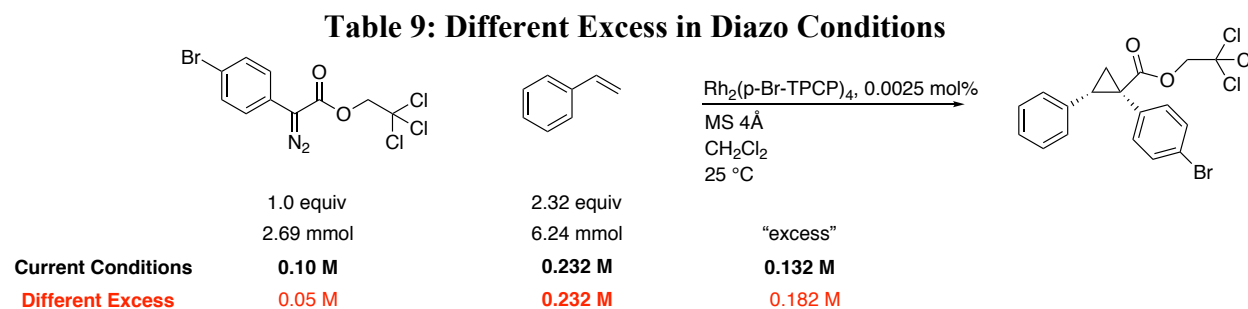 Table 9: Different Excess in Diazo Conditions
Br
O
O
N2
Cl
Cl
Cl
Rh2(p-Br-TPCP)4, 0.0025 mol%
MS 4Å
CH2Cl2
25 °C
O
O
Cl
Cl
Br
1.0 equiv 2.32 equiv
2.69 mmol 6.24 mmol "excess"
Current Conditions 0.10 M 0.232 M 0.132 M
Different Excess 0.05 M 0.232 M 0.182 M